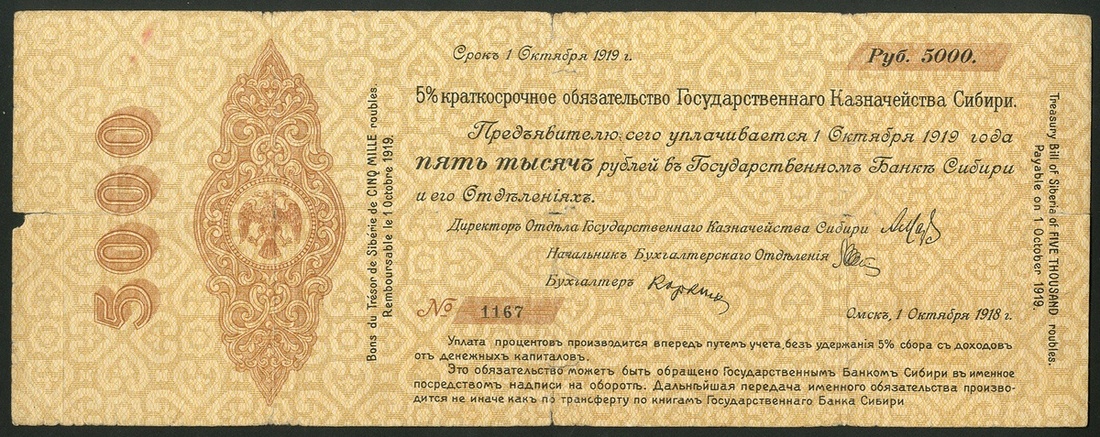 5000
Bons du Trésor de Sibérie de CINQ MILLE roubles.
Remboursable le 1 Octobre 1919.
Срокъ 1 Октября 1919 г.
Руб. 5000.
5% краткосрочное обязательство Государственнаго Казначейства Сибири.
Предъявителю сего уплачивается 1 Октября 1919 года
пять тысячъ рублей въ Государственномъ Банкѣ Сибири
и его Отдѣленіяхъ.
Директоръ Отдѣла Государственнаго Казначейства Сибири
Начальникъ Бухгалтерскаго Отдѣленія
Бухгалтеръ
№ 1167
Омскъ, 1 Октября 1918 г.
Уплата процентовъ производится впередъ путемъ учета, безъ удержанія 5% сбора съ доходовъ
отъ денежныхъ капиталовъ.
Это обязательство можетъ быть обращено Государственнымъ Банкомъ Сибири въ именное
посредствомъ надписи на оборотѣ. Дальнѣйшая передача именного обязательства произво-
дится не иначе какъ по трансферту по книгамъ Государственнаго Банка Сибири
Treasury Bill of Siberia of FIVE THOUSAND roubles.
Payable on 1 October 1919.